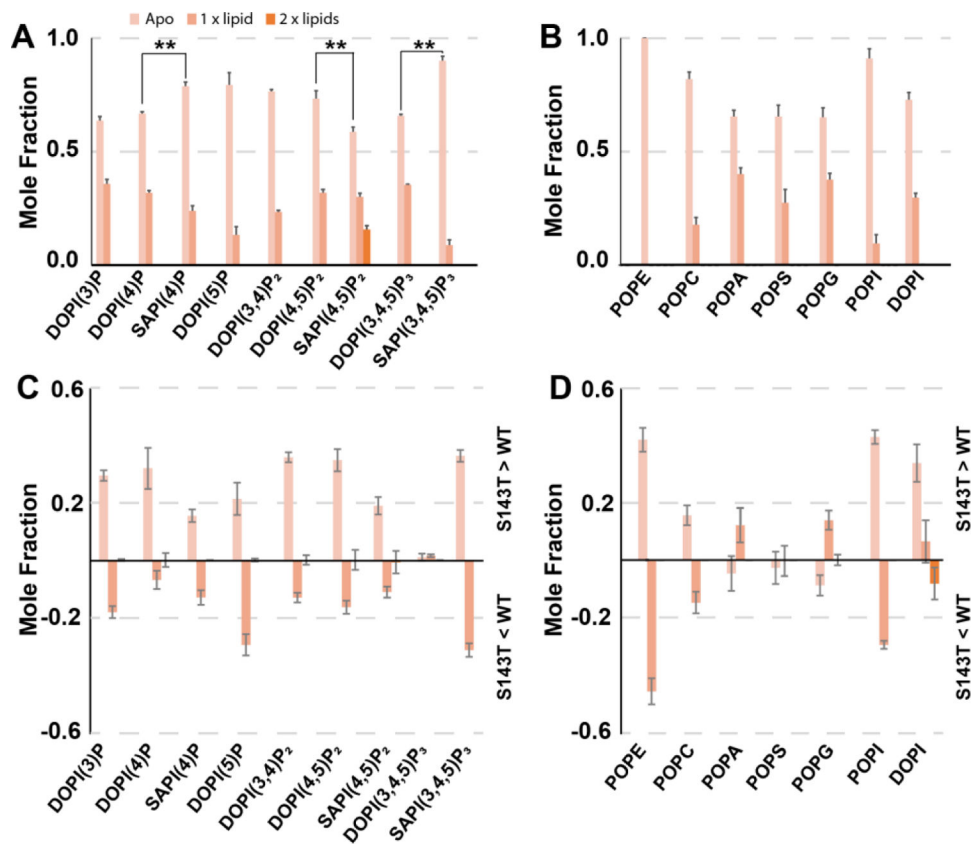 Apo 1 x lipid 2 x lipids
A
**
**
**
1.0
0.5
0.0
Mole Fraction
DOPI(3)P
DOPI(4)P
SAPI(4)P
DOPI(5)P
DOPI(3,4)P₂
DOPI(4,5)P₂
SAPI(4,5)P₂
DOPI(3,4,5)P₃
SAPI(3,4,5)P₃
B
1.0
0.5
0.0
Mole Fraction
POPE
POPC
POPA
POPS
POPG
POPI
DOPI
C
0.6
0.2
-0.2
-0.6
Mole Fraction
S143T > WT
S143T < WT
DOPI(3)P
DOPI(4)P
SAPI(4)P
DOPI(5)P
DOPI(3,4)P₂
DOPI(4,5)P₂
SAPI(4,5)P₂
DOPI(3,4,5)P₃
SAPI(3,4,5)P₃
D
0.6
0.2
-0.2
-0.6
Mole Fraction
S143T > WT
S143T < WT
POPE
POPC
POPA
POPS
POPG
POPI
DOPI